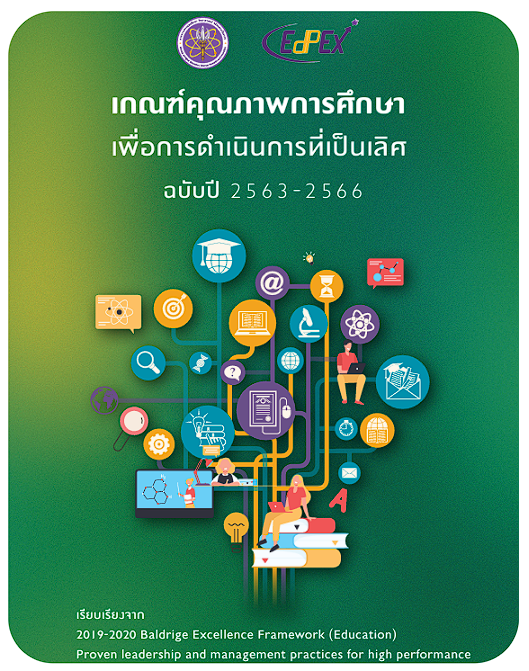 EdPEx
เกณฑ์คุณภาพการศึกษา
เพื่อการดำเนินการที่เป็นเลิศ
ฉบับปี 2563-2566
@
?
A
เรียบเรียงจาก
2019-2020 Baldrige Excellence Framework (Education)
Proven leadership and management practices for high performance